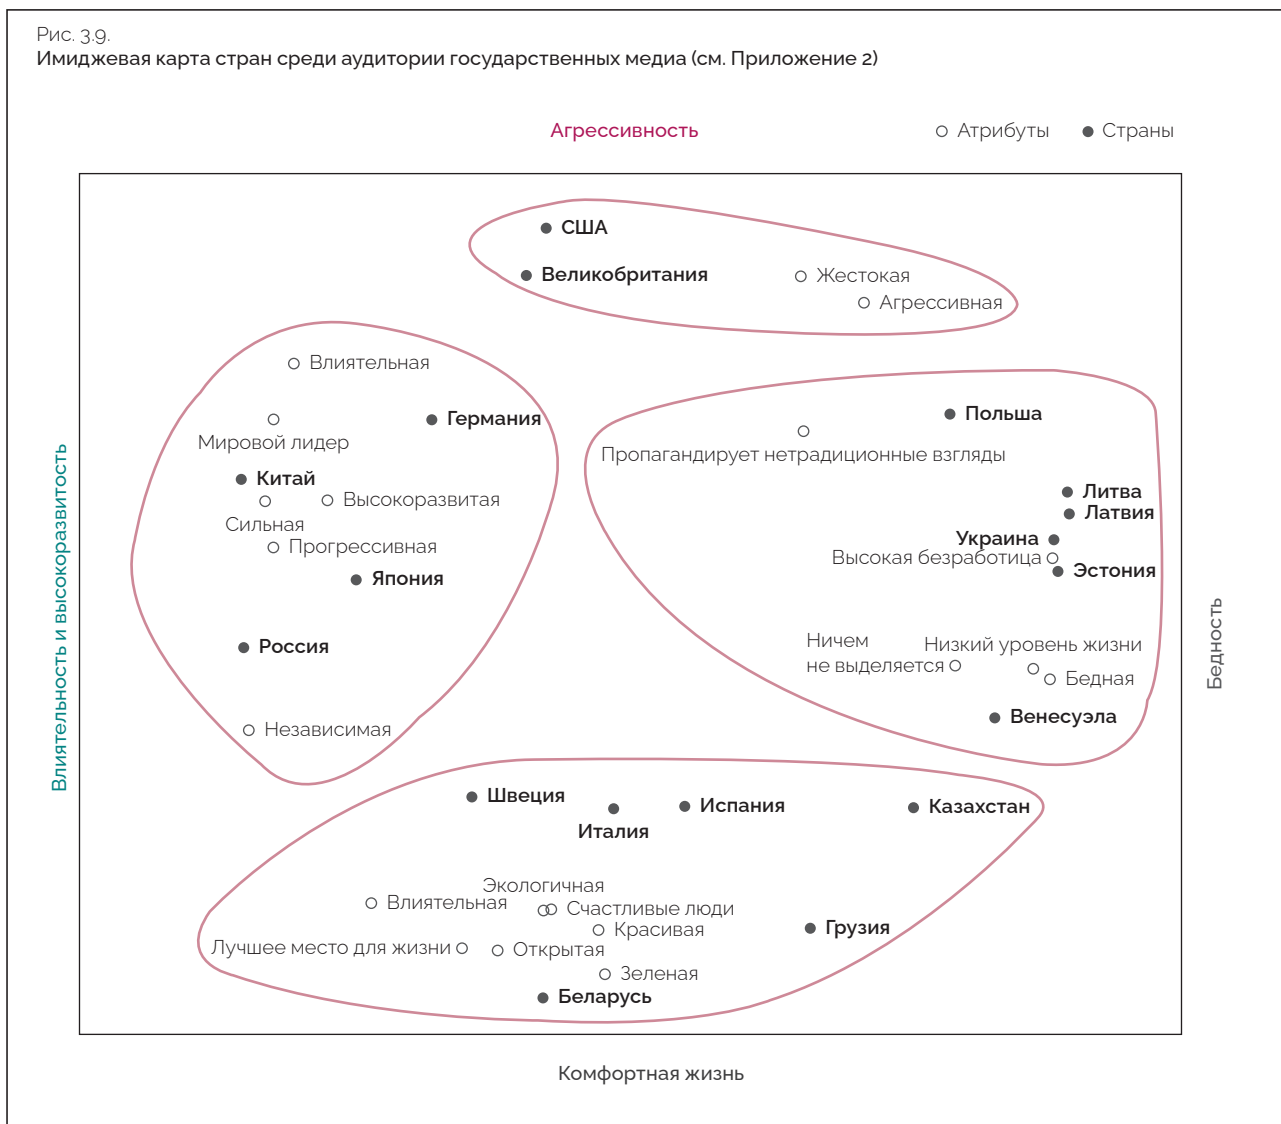 Рис. 3.9.
Имиджевая карта стран среди аудитории государственных медиа (см. Приложение 2)
Агрессивность
Атрибуты
Страны
США
Великобритания
Жестокая
Агрессивная
Влиятельная
Германия
Мировой лидер
Китай
Высокоразвитая
Сильная
Прогрессивная
Япония
Россия
Независимая
Польша
Пропагандирует нетрадиционные взгляды
Литва
Латвия
Украина
Высокая безработица
Эстония
Ничем
не выделяется
Низкий уровень жизни
Бедная
Венесуэла
Швеция
Италия
Испания
Казахстан
Экологичная
Влиятельная
Счастливые люди
Красивая
Грузия
Лучшее место для жизни
Открытая
Зеленая
Беларусь
Влиятельность и высокоразвитость
Бедность
Комфортная жизнь